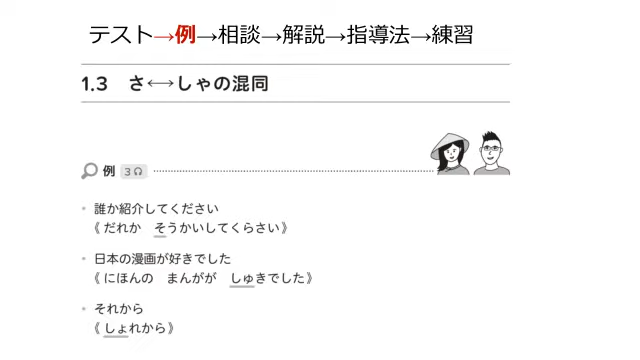 テスト→例→相談→解説→指導法→練習
1.3 さ⟷しゃの混同
例 3
• 誰か紹介してください
《 だれか そうかいしてくらさい》
• 日本の漫画が好きでした
《 にほんの まんがが しゅきでした》
• それから
《 しょれから》